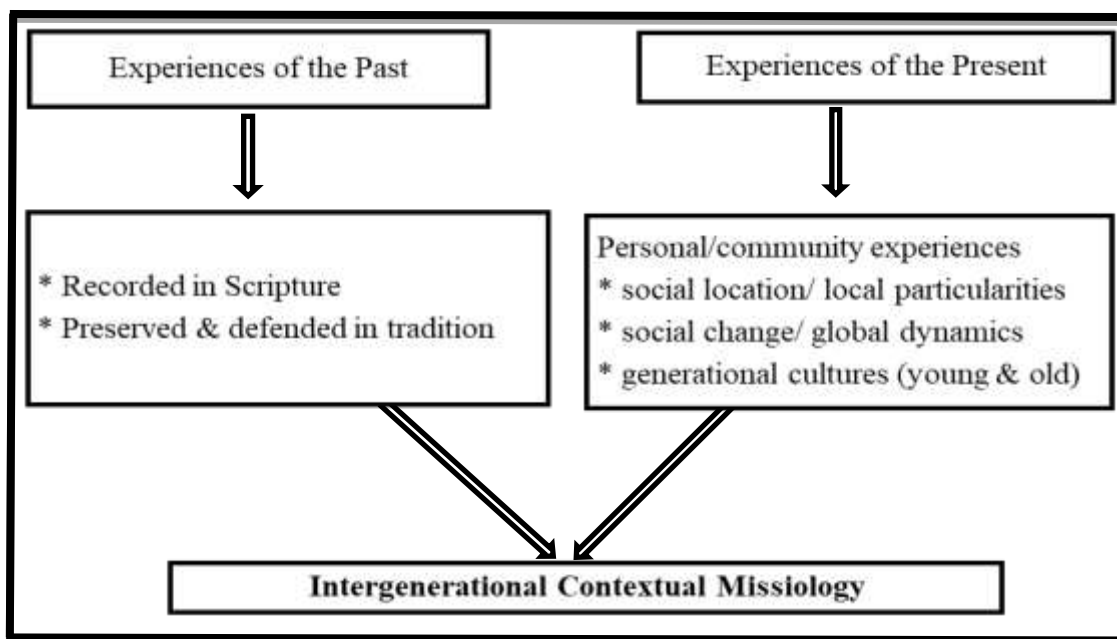 Experiences of the Past
Experiences of the Present
* Recorded in Scripture
* Preserved & defended in tradition
Personal/community experiences
* social location/ local particularities
* social change/ global dynamics
* generational cultures (young & old)
Intergenerational Contextual Missiology